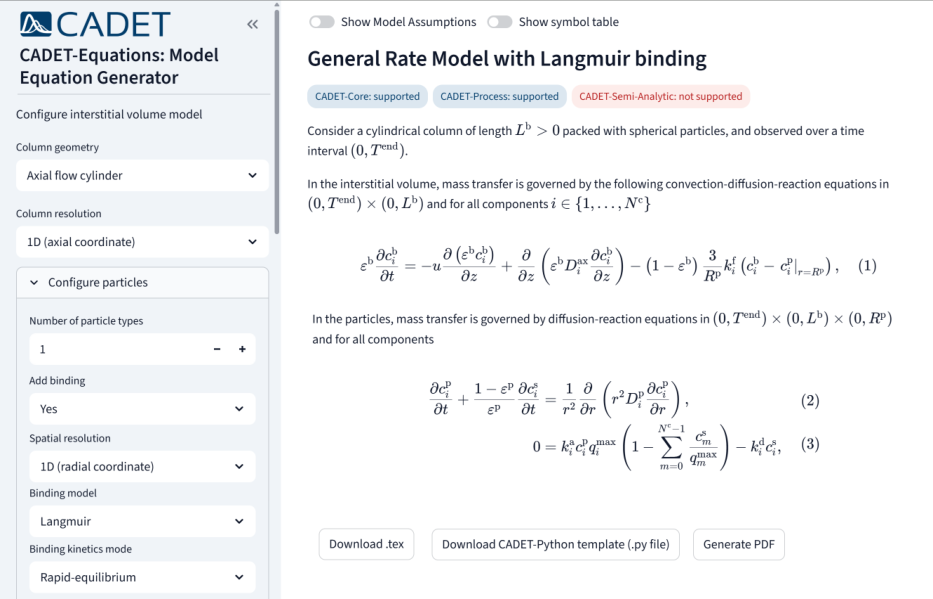 CADET
CADET-Equations: Model
Equation Generator
Configure interstitial volume model
Column geometry
Axial flow cylinder
Column resolution
1D (axial coordinate)
Configure particles
Number of particle types
1 − +
Add binding
Yes
Spatial resolution
1D (radial coordinate)
Binding model
Langmuir
Binding kinetics mode
Rapid-equilibrium
Show Model Assumptions Show symbol table
General Rate Model with Langmuir binding
CADET-Core: supported CADET-Process: supported CADET-Semi-Analytic: not supported
Consider a cylindrical column of length L^b > 0 packed with spherical particles, and observed over a time
interval (0, T^end).
In the interstitial volume, mass transfer is governed by the following convection-diffusion-reaction equations in
(0, T^end) × (0, L^b) and for all components i ∈ {1, . . . , N^c}
ε^b ∂c_i^b/∂t = −u ∂(ε^b c_i^b)/∂z + ∂/∂z (ε^b D_i^ax ∂c_i^b/∂z) − (1 − ε^b) 3/R^p k_i^f (c_i^b − c_i^p|_{r=R^p}), (1)
In the particles, mass transfer is governed by diffusion-reaction equations in (0, T^end) × (0, L^b) × (0, R^p)
and for all components
∂c_i^p/∂t + (1 − ε^p)/ε^p ∂c_i^s/∂t = 1/r^2 ∂/∂r (r^2 D_i^p ∂c_i^p/∂r), (2)
0 = k_i^a c_i^p q_i^max (1 − ∑_{m=0}^{N^c−1} c_m^s/q_m^max) − k_i^d c_i^s, (3)
Download .tex Download CADET-Python template (.py file) Generate PDF